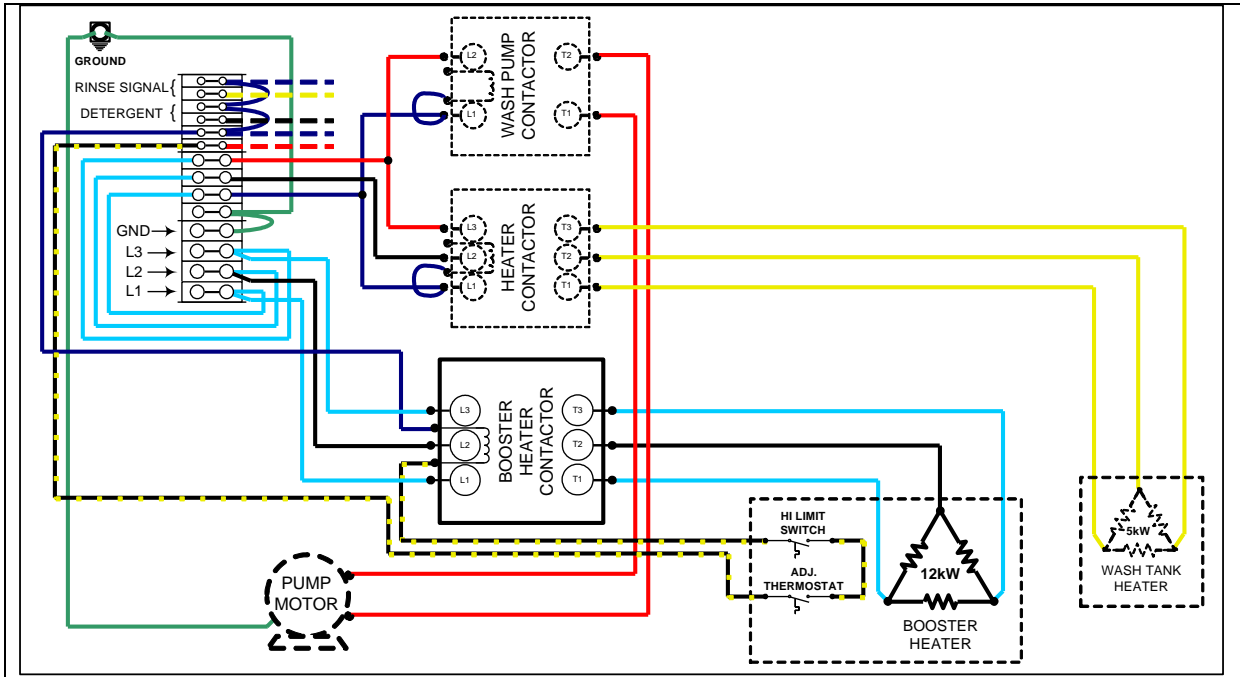 GROUND
RINSE SIGNAL {
DETERGENT {
GND
L3
L2
L1
L2
L1
WASH PUMP
CONTACTOR
T2
T1
L3
L2
L1
HEATER
CONTACTOR
T3
T2
T1
L3
L2
L1
BOOSTER
HEATER
CONTACTOR
T3
T2
T1
PUMP
MOTOR
HI LIMIT
SWITCH
ADJ.
THERMOSTAT
12kW
BOOSTER
HEATER
5kW
WASH TANK
HEATER